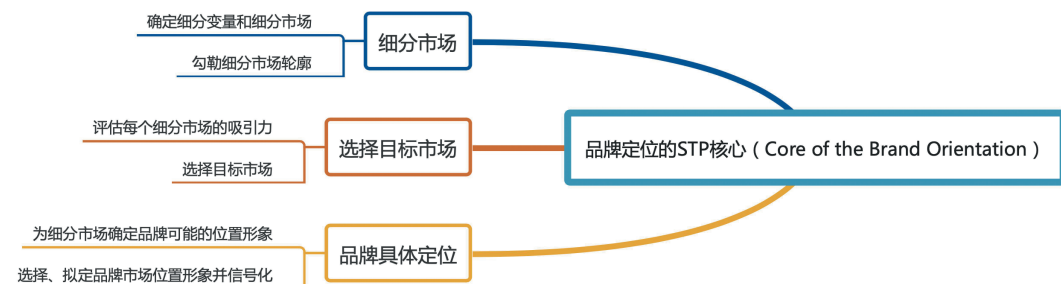 确定细分变量和细分市场
细分市场
勾勒细分市场轮廓
评估每个细分市场的吸引力
选择目标市场
选择目标市场
品牌定位的STP核心（Core of the Brand Orientation）
为细分市场确定品牌可能的位置形象
品牌具体定位
选择、拟定品牌市场位置形象并信号化